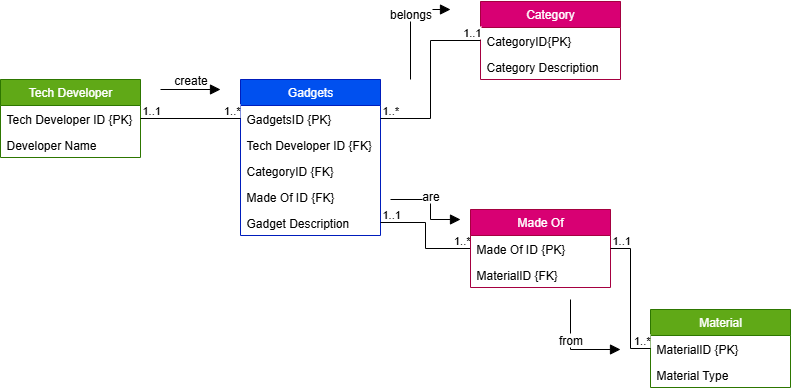 belongs
Category
1..1
CategoryID{PK}
Category Description
create
Tech Developer
Gadgets
1..1
1..*
1..*
Tech Developer ID {PK}
GadgetsID {PK}
Developer Name
Tech Developer ID {FK}
CategoryID {FK}
Made Of ID {FK}
are
1..1
Gadget Description
Made Of
1..*
1..1
Made Of ID {PK}
MaterialID {FK}
Material
from
1..*
MaterialID {PK}
Material Type